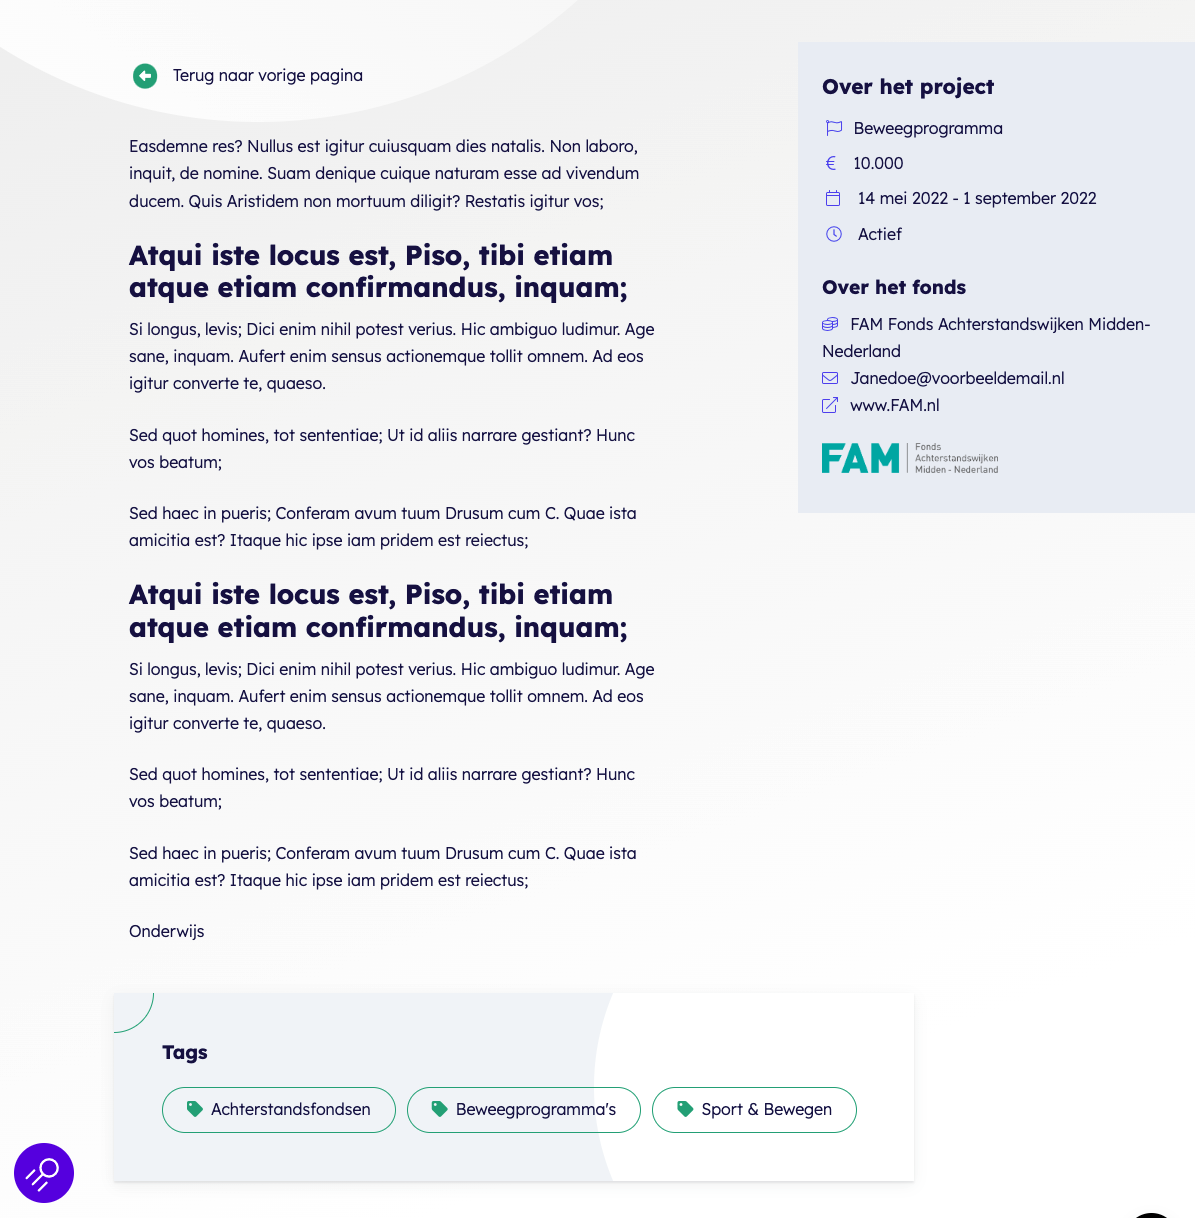 Terug naar vorige pagina
Easdemne res? Nullus est igitur cuiusquam dies natalis. Non laboro,
inquit, de nomine. Suam denique cuique naturam esse ad vivendum
ducem. Quis Aristidem non mortuum diligit? Restatis igitur vos;
Atqui iste locus est, Piso, tibi etiam
atque etiam confirmandus, inquam;
Si longus, levis; Dici enim nihil potest verius. Hic ambiguo ludimur. Age
sane, inquam. Aufert enim sensus actionemque tollit omnem. Ad eos
igitur converte te, quaeso.
Sed quot homines, tot sententiae; Ut id aliis narrare gestiant? Hunc
vos beatum;
Sed haec in pueris; Conferam avum tuum Drusum cum C. Quae ista
amicitia est? Itaque hic ipse iam pridem est reiectus;
Atqui iste locus est, Piso, tibi etiam
atque etiam confirmandus, inquam;
Si longus, levis; Dici enim nihil potest verius. Hic ambiguo ludimur. Age
sane, inquam. Aufert enim sensus actionemque tollit omnem. Ad eos
igitur converte te, quaeso.
Sed quot homines, tot sententiae; Ut id aliis narrare gestiant? Hunc
vos beatum;
Sed haec in pueris; Conferam avum tuum Drusum cum C. Quae ista
amicitia est? Itaque hic ipse iam pridem est reiectus;
Onderwijs
Over het project
Beweegprogramma
€ 10.000
14 mei 2022 - 1 september 2022
Actief
Over het fonds
FAM Fonds Achterstandswijken Midden-
Nederland
Janedoe@voorbeeldemail.nl
www.FAM.nl
FAM
Fonds
Achterstandswijken
Midden - Nederland
Tags
Achterstandsfondsen
Beweegprogramma's
Sport & Bewegen